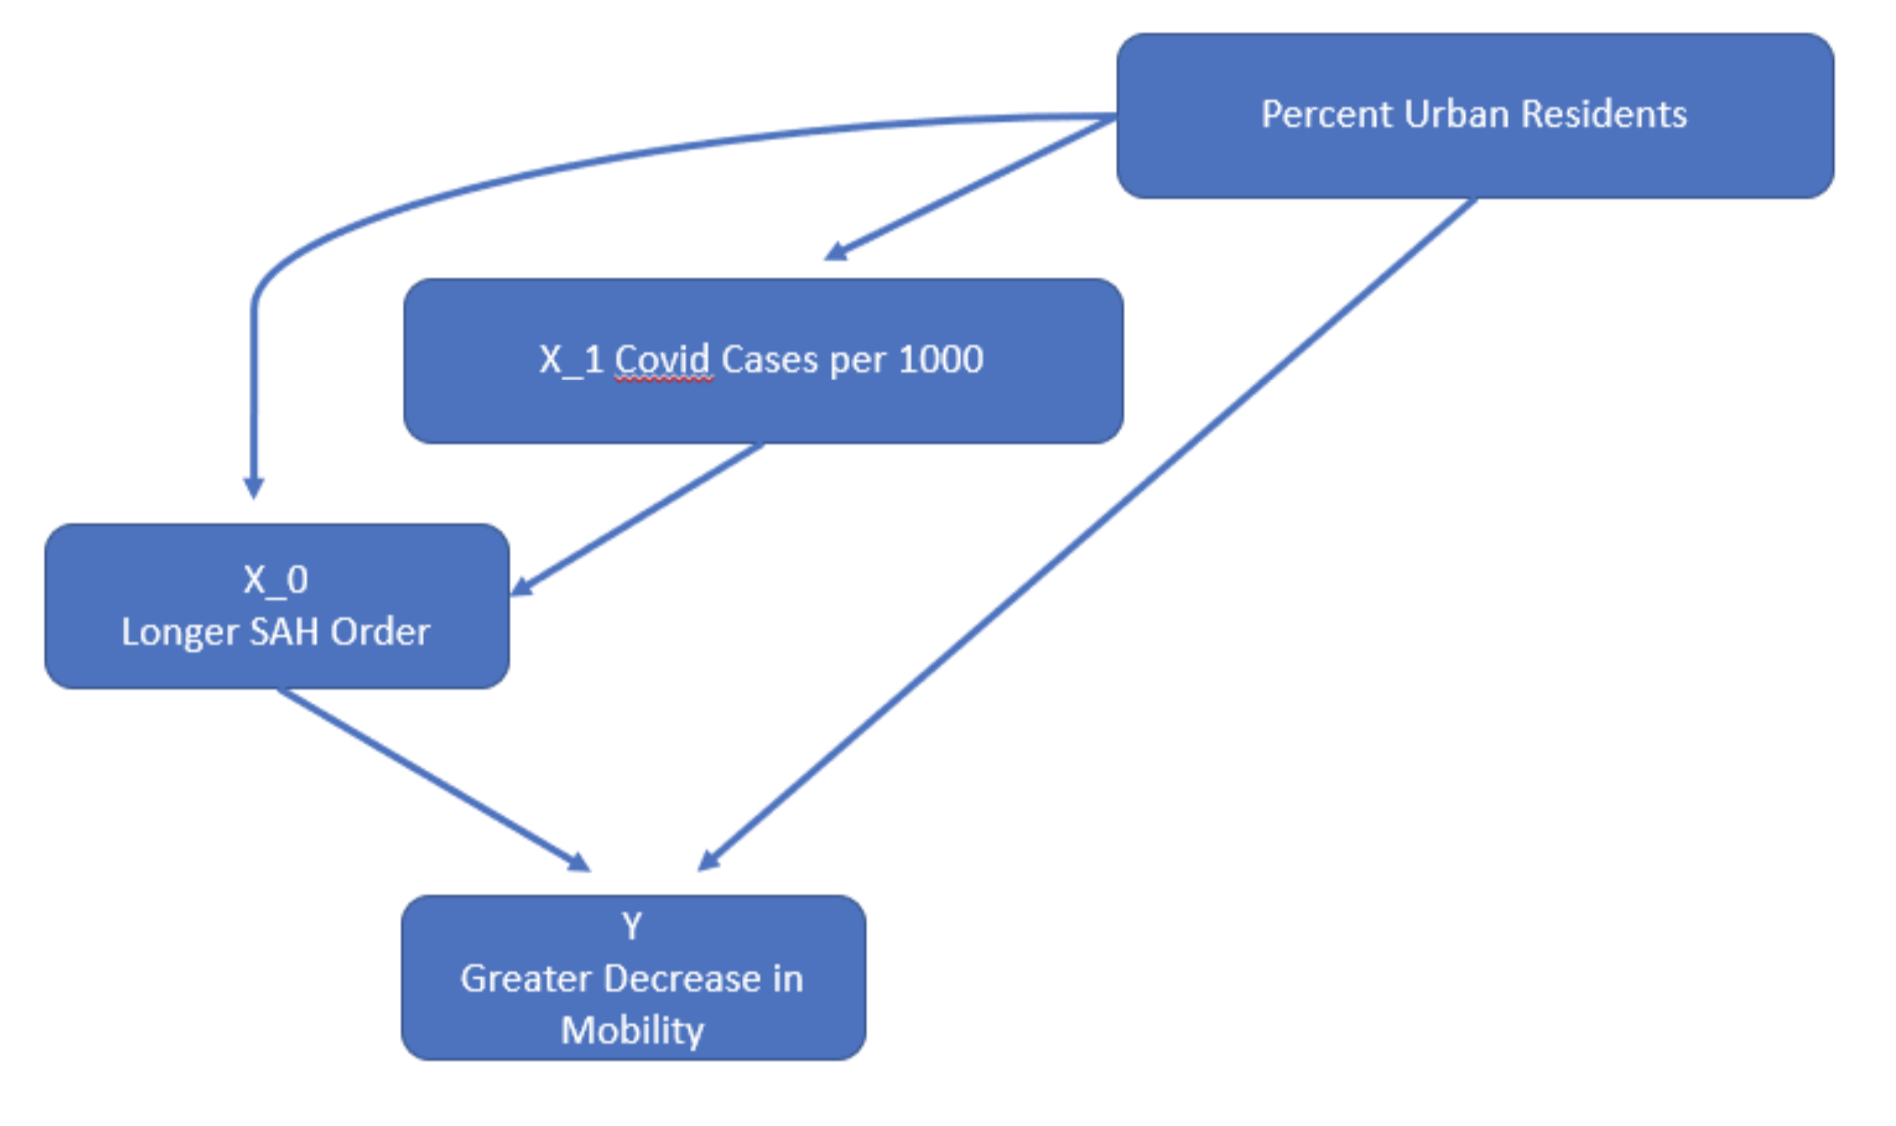 Percent Urban Residents
X_1 Covid Cases per 1000
X_0
Longer SAH Order
Y
Greater Decrease in
Mobility